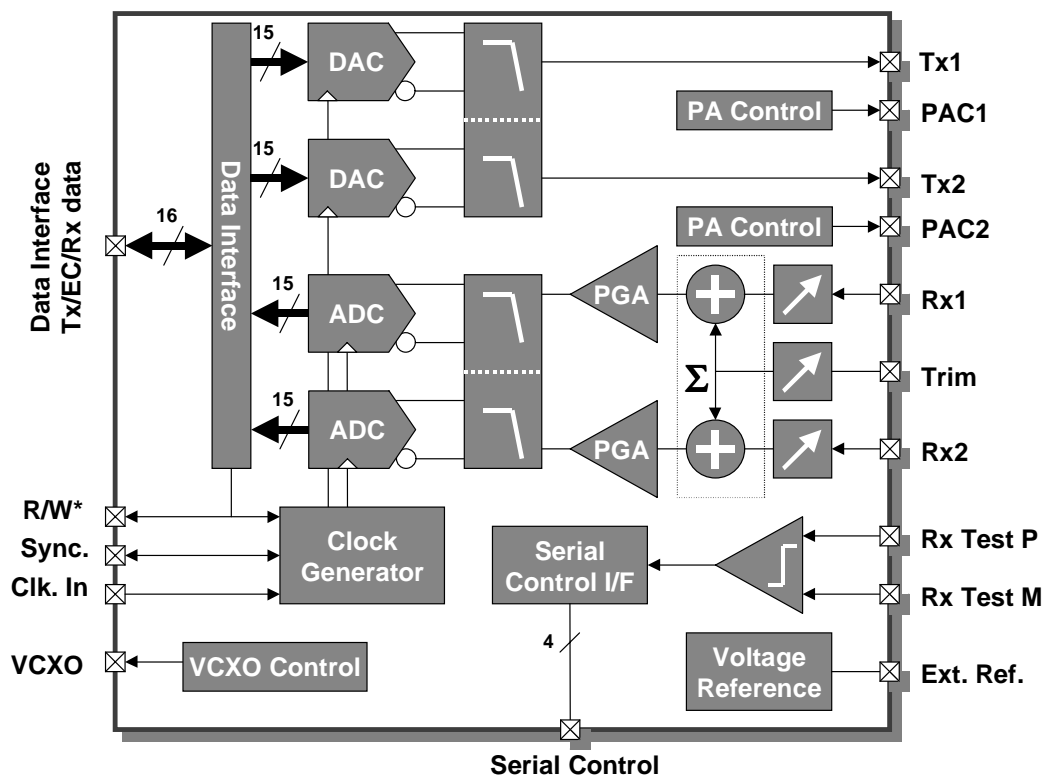 15
DAC
Tx1
PA Control
PAC1
15
DAC
Tx2
PA Control
PAC2
Data Interface
Tx/EC/Rx data
16
Data Interface
15
ADC
PGA
Rx1
Σ
Trim
15
ADC
PGA
Rx2
R/W*
Sync.
Clk. In
Clock
Generator
Serial
Control I/F
Rx Test P
Rx Test M
4
VCXO
VCXO Control
Voltage
Reference
Ext. Ref.
Serial Control